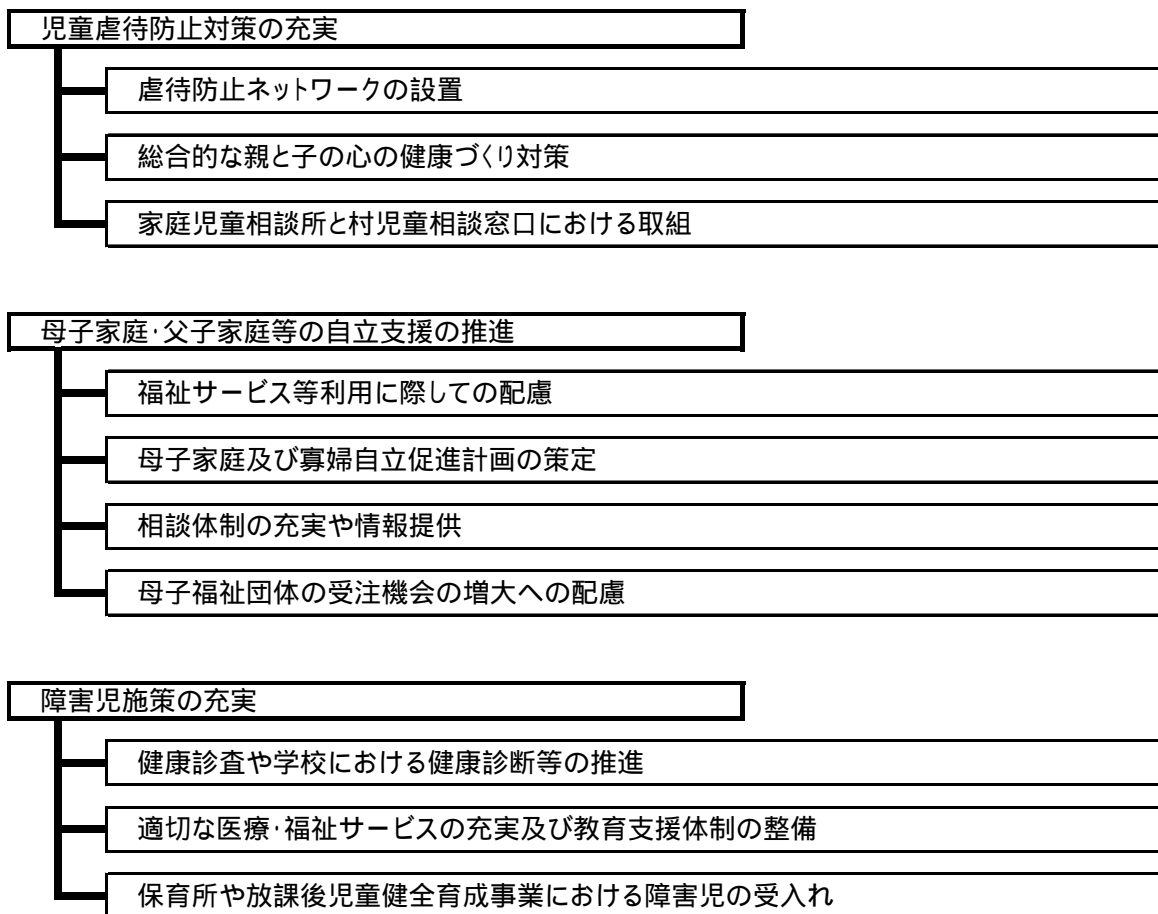 児童虐待防止対策の充実
虐待防止ネットワークの設置
総合的な親と子の心の健康づくり対策
家庭児童相談所と村児童相談窓口における取組
母子家庭・父子家庭等の自立支援の推進
福祉サービス等利用に際しての配慮
母子家庭及び寡婦自立促進計画の策定
相談体制の充実や情報提供
母子福祉団体の受注機会の増大への配慮
障害児施策の充実
健康診査や学校における健康診断等の推進
適切な医療・福祉サービスの充実及び教育支援体制の整備
保育所や放課後児童健全育成事業における障害児の受入れ